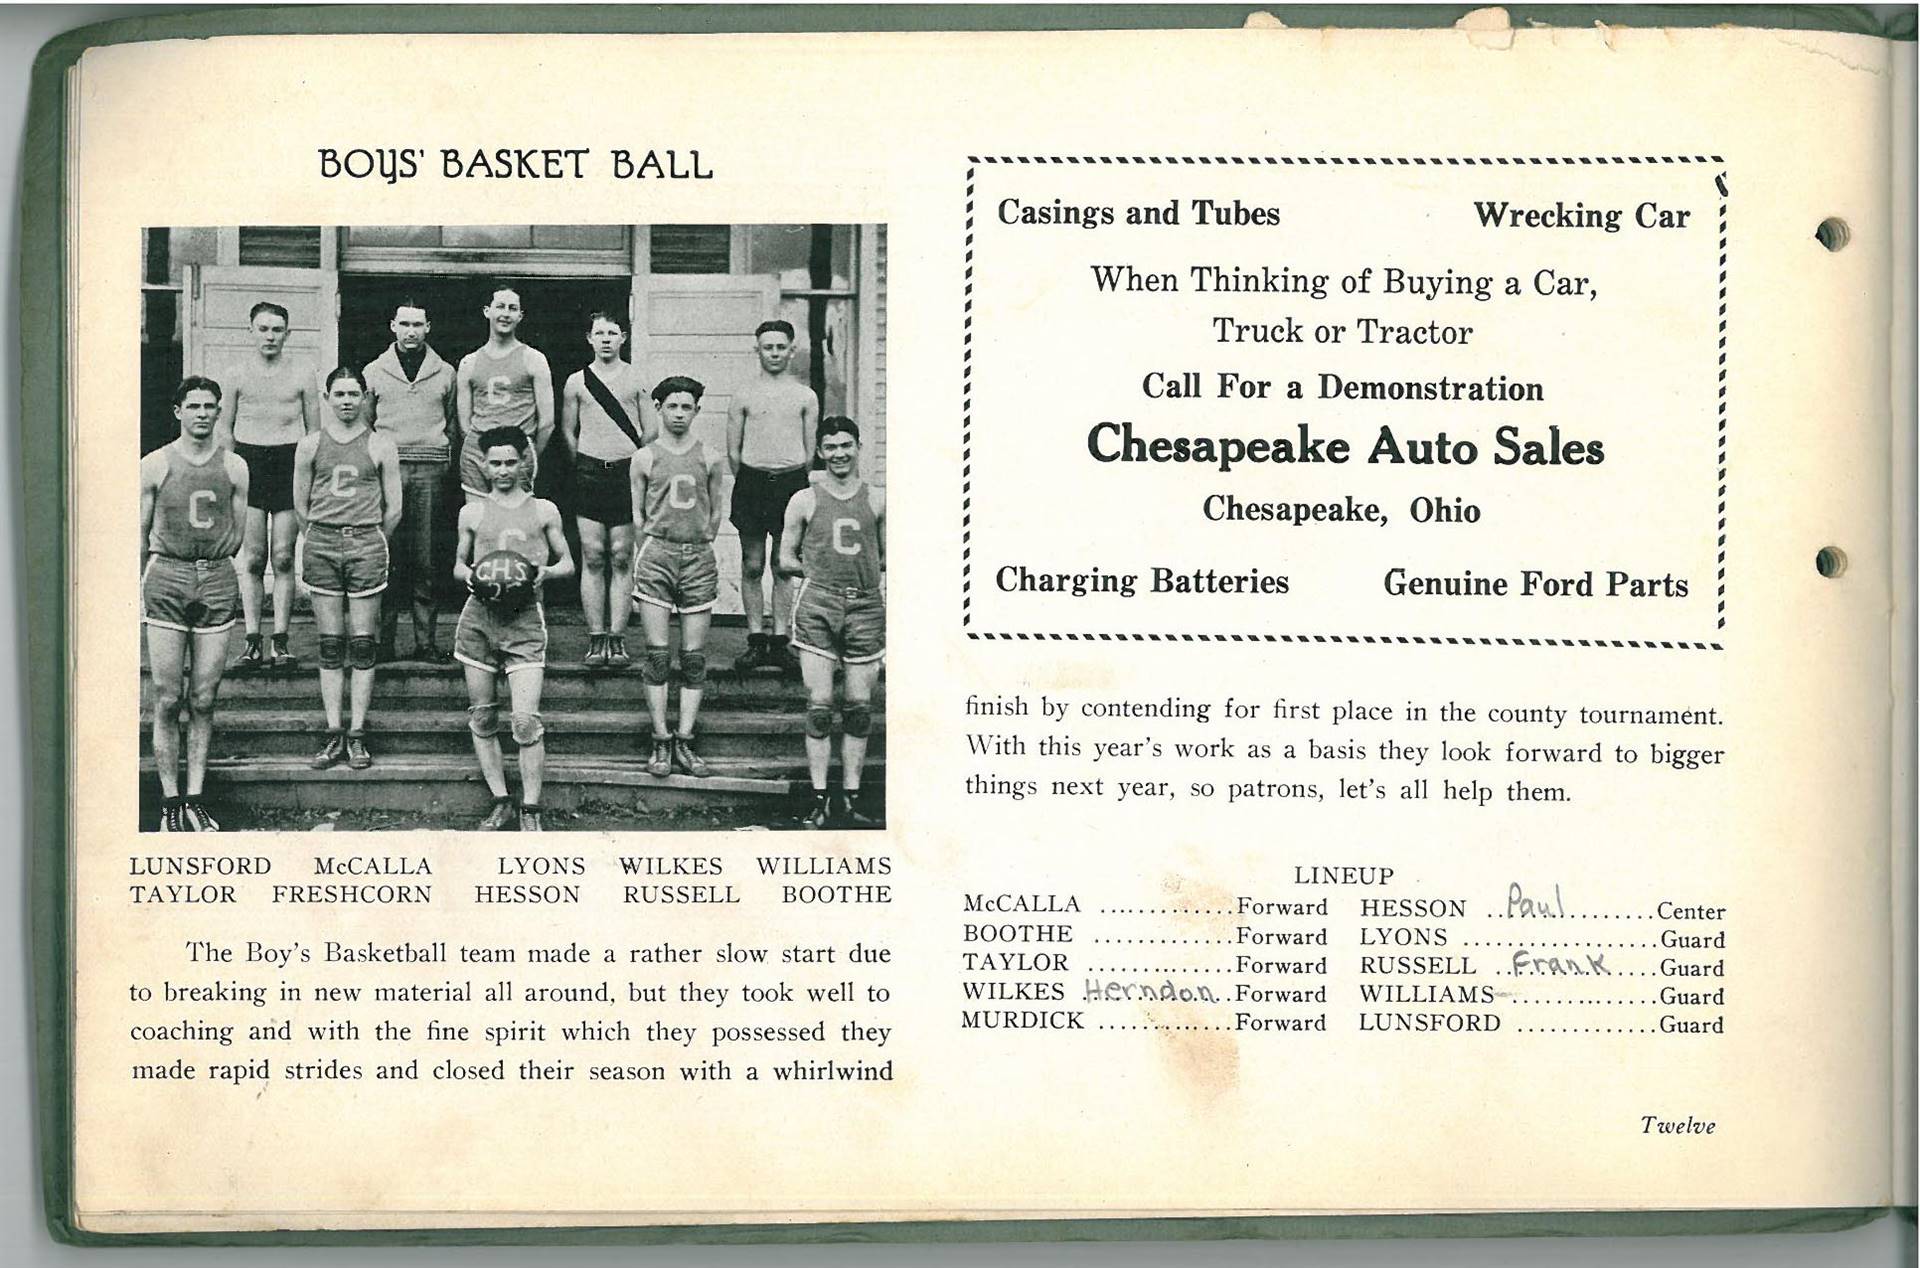 BOYS' BASKET BALL
C
C
C
C
C
C
C.H.S.
LUNSFORD McCALLA LYONS WILKES WILLIAMS
TAYLOR FRESHCORN HESSON RUSSELL BOOTHE
The Boy's Basketball team made a rather slow start due
to breaking in new material all around, but they took well to
coaching and with the fine spirit which they possessed they
made rapid strides and closed their season with a whirlwind
Casings and Tubes Wrecking Car
When Thinking of Buying a Car,
Truck or Tractor
Call For a Demonstration
Chesapeake Auto Sales
Chesapeake, Ohio
Charging Batteries Genuine Ford Parts
finish by contending for first place in the county tournament.
With this year's work as a basis they look forward to bigger
things next year, so patrons, let's all help them.
LINEUP
McCALLA .............Forward HESSON ..Paul.........Center
BOOTHE .............Forward LYONS ..................Guard
TAYLOR .............Forward RUSSELL ..Frank....Guard
WILKES .Herndon..Forward WILLIAMS .............Guard
MURDICK ............Forward LUNSFORD .............Guard
Twelve